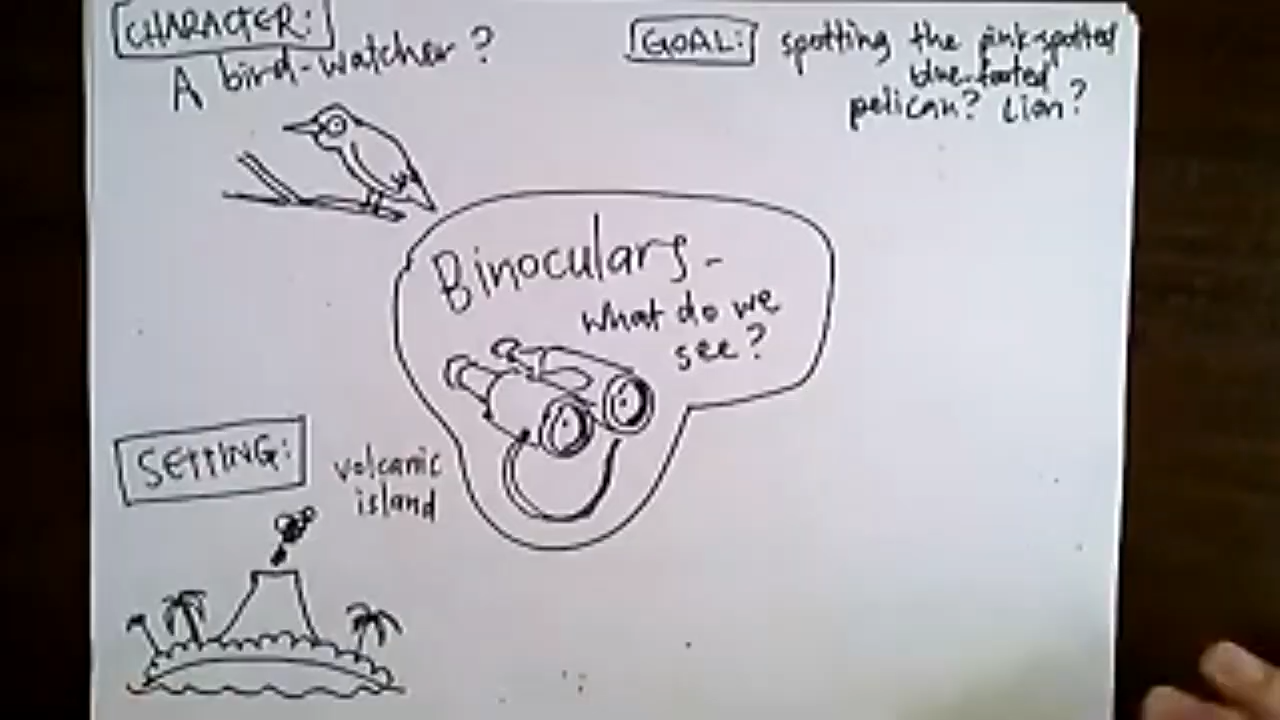 CHARACTER:
A bird-watcher?
GOAL:
spotting the pink-spotted
blue-footed
pelican? Lion?
Binoculars-
What do we
see?
SETTING:
volcanic
island